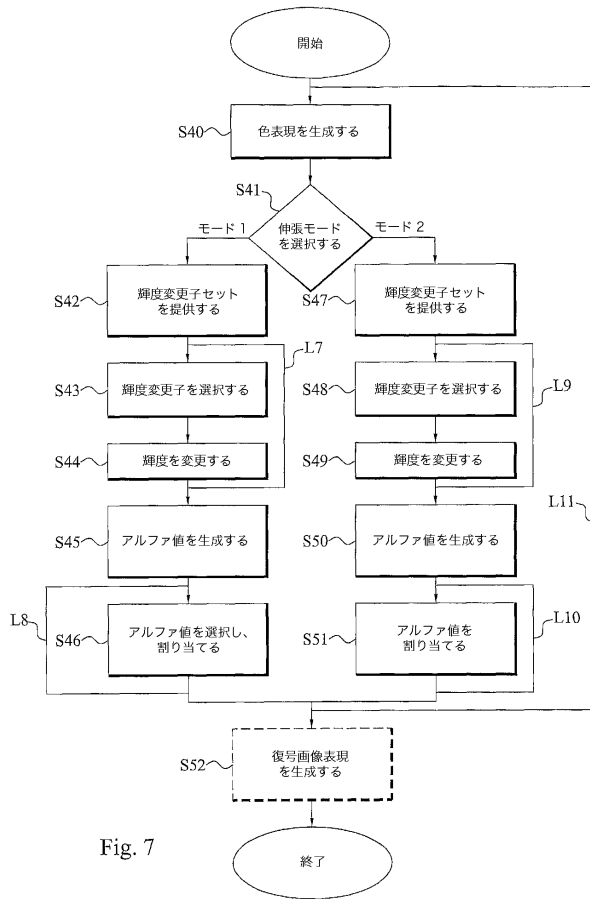 開始
S40
色表現を生成する
S41
モード 1
伸張モード
を選択する
モード 2
S42
輝度変更子セット
を提供する
S47
輝度変更子セット
を提供する
L7
S43
輝度変更子を選択する
S48
輝度変更子を選択する
L9
S44
輝度を変更する
S49
輝度を変更する
L11
S45
アルファ値を生成する
S50
アルファ値を生成する
L8
S46
アルファ値を選択し、
割り当てる
S51
アルファ値を
割り当てる
L10
S52
復号画像表現
を生成する
Fig. 7
終了